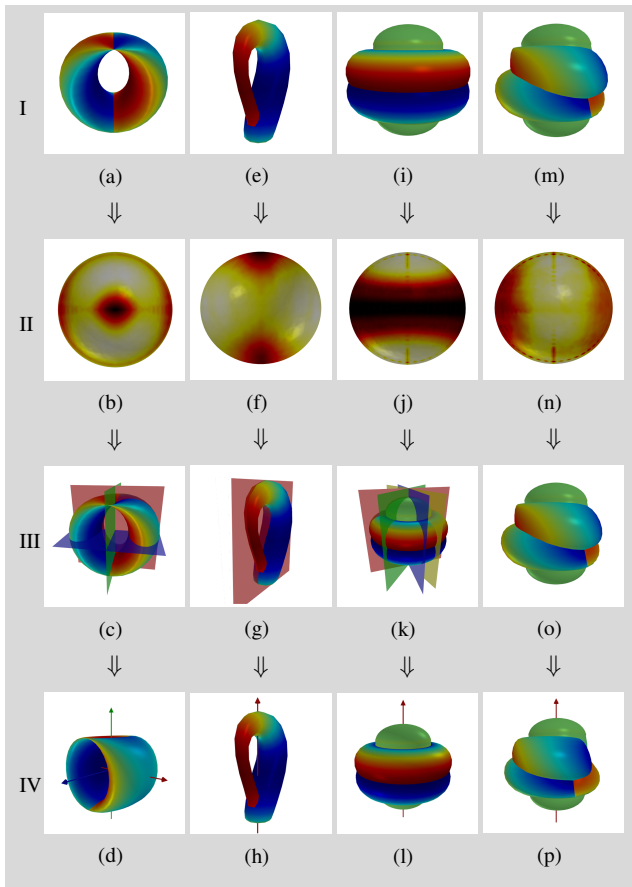 I
(a) (e) (i) (m)
⇓ ⇓ ⇓ ⇓
II
(b) (f) (j) (n)
⇓ ⇓ ⇓ ⇓
III
(c) (g) (k) (o)
⇓ ⇓ ⇓ ⇓
IV
(d) (h) (l) (p)